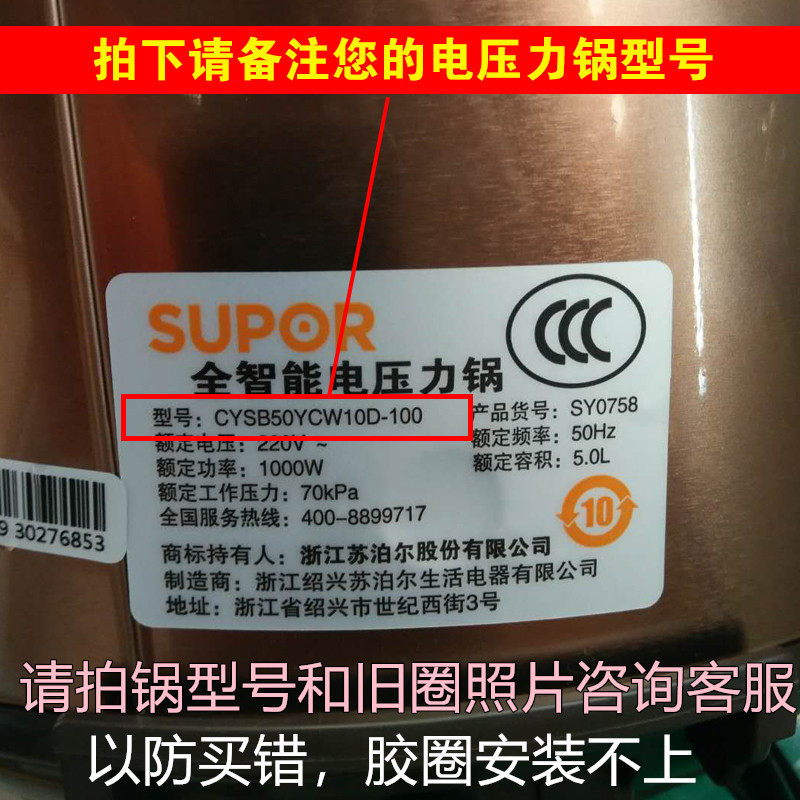 拍下请备注您的电压力锅型号
SUPOR
CCC
全智能电压力锅
型号：CYSB50YCW10D-100 产品货号：SY0758
额定电压：220V ~ 额定频率：50Hz
额定功率：1000W 额定容积：5.0L
额定工作压力：70kPa
全国服务热线：400-8899717
10
9 30276853
商标持有人：浙江苏泊尔股份有限公司
制造商：浙江绍兴苏泊尔生活电器有限公司
地址：浙江省绍兴市世纪西街3号
请拍锅型号和旧圈照片咨询客服
以防买错，胶圈安装不上